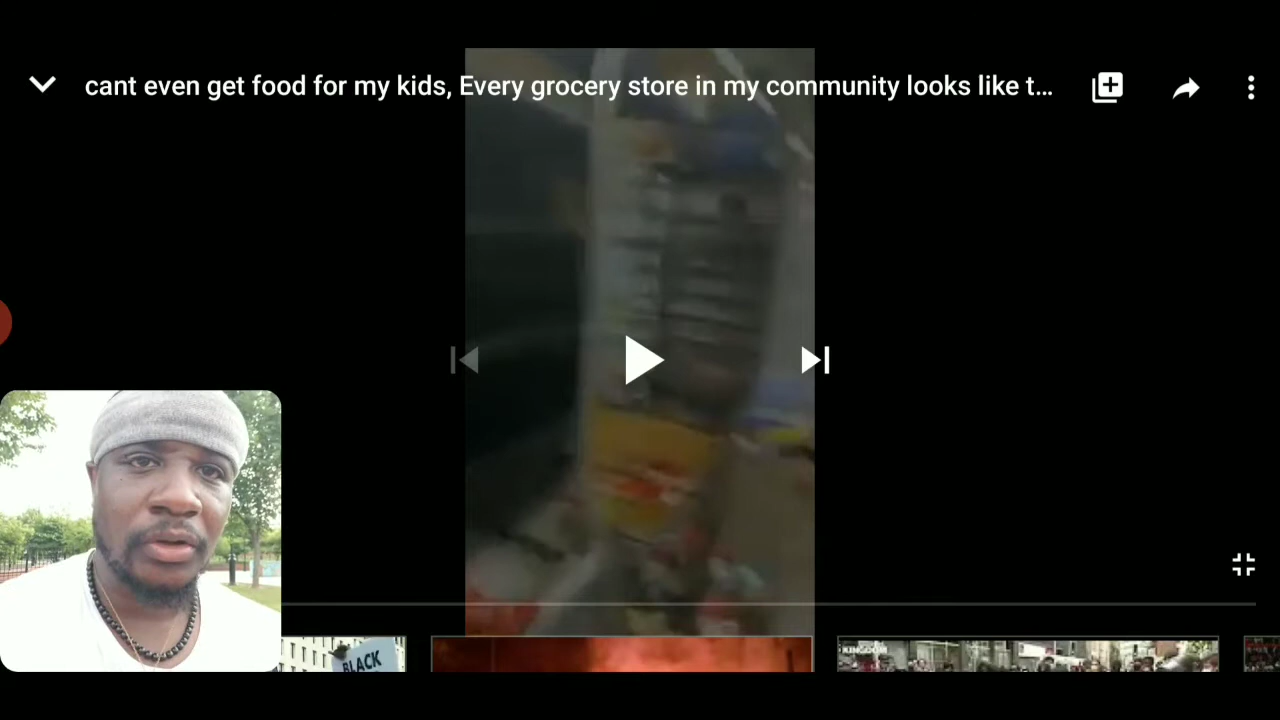 cant even get food for my kids, Every grocery store in my community looks like t...
BLACK
KINGDOM